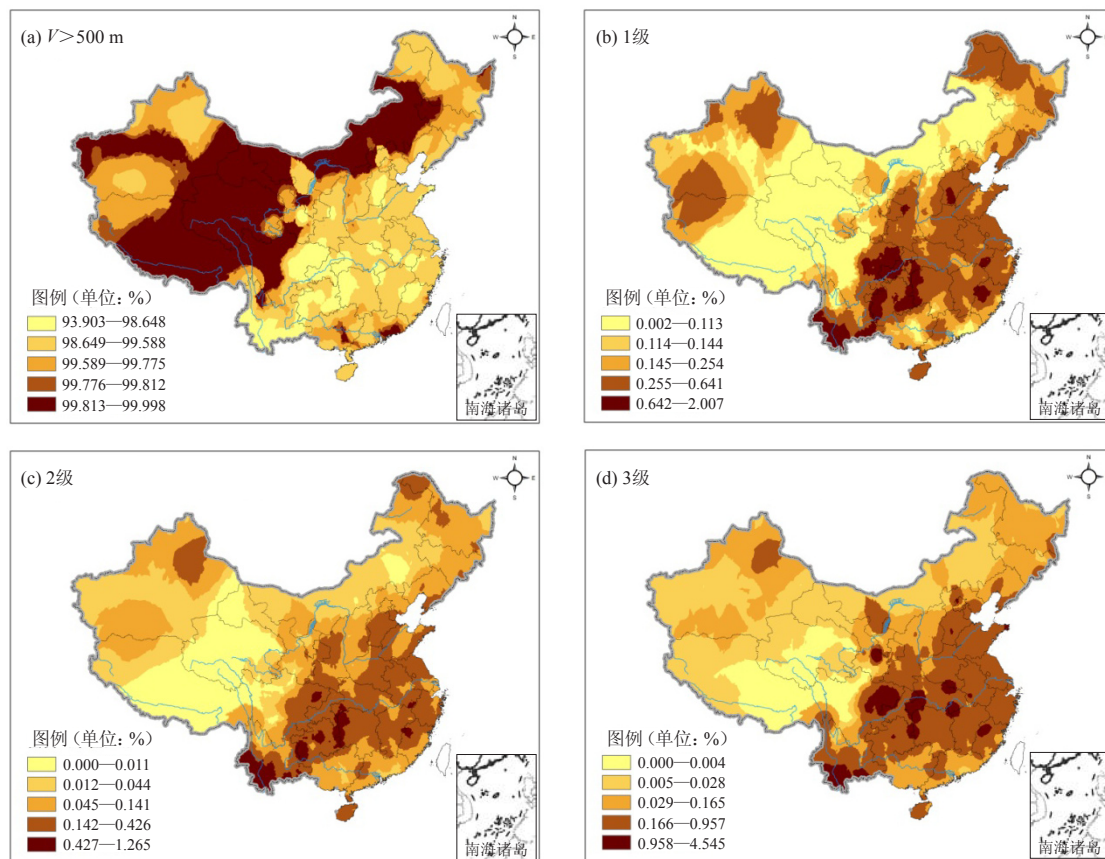 (a) V＞500 m
N
W
E
S
图例（单位：%）
93.903—98.648
98.649—99.588
99.589—99.775
99.776—99.812
99.813—99.998
南海诸岛
(b) 1级
N
W
E
S
图例（单位：%）
0.002—0.113
0.114—0.144
0.145—0.254
0.255—0.641
0.642—2.007
南海诸岛
(c) 2级
N
W
E
S
图例（单位：%）
0.000—0.011
0.012—0.044
0.045—0.141
0.142—0.426
0.427—1.265
南海诸岛
(d) 3级
N
W
E
S
图例（单位：%）
0.000—0.004
0.005—0.028
0.029—0.165
0.166—0.957
0.958—4.545
南海诸岛